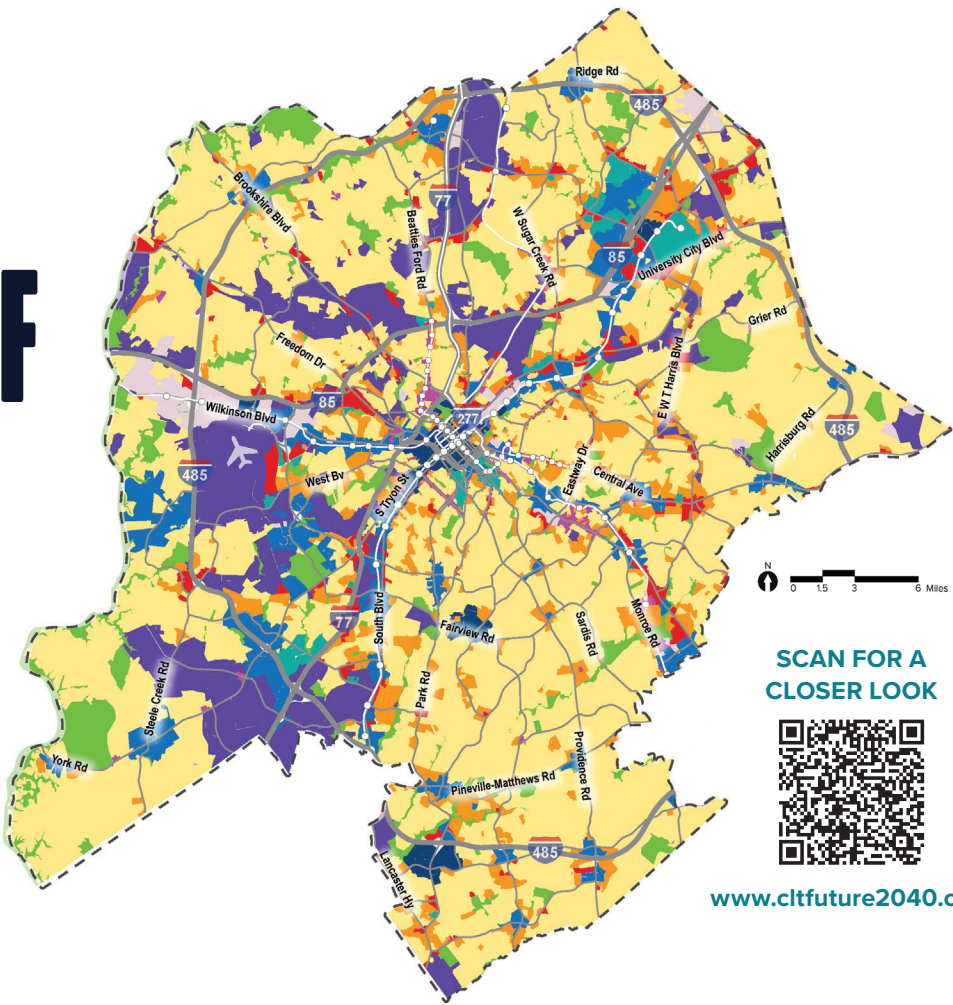 Ridge Rd
485
Brookshire Blvd
77
Beatties Ford Rd
W Sugar Creek Rd
85
University City Blvd
F
Freedom Dr
Grier Rd
E W T Harris Blvd
85
Wilkinson Blvd
277
485
Harrisburg Rd
485
West Bv
S Tryon St
Eastway Dr
Central Ave
N
0 1.5 3 6 Miles
77
South Blvd
Fairview Rd
Sardis Rd
Monroe Rd
SCAN FOR A
CLOSER LOOK
Steele Creek Rd
Park Rd
York Rd
Providence Rd
Pineville-Matthews Rd
485
Lancaster Hy
www.cltfuture2040.c